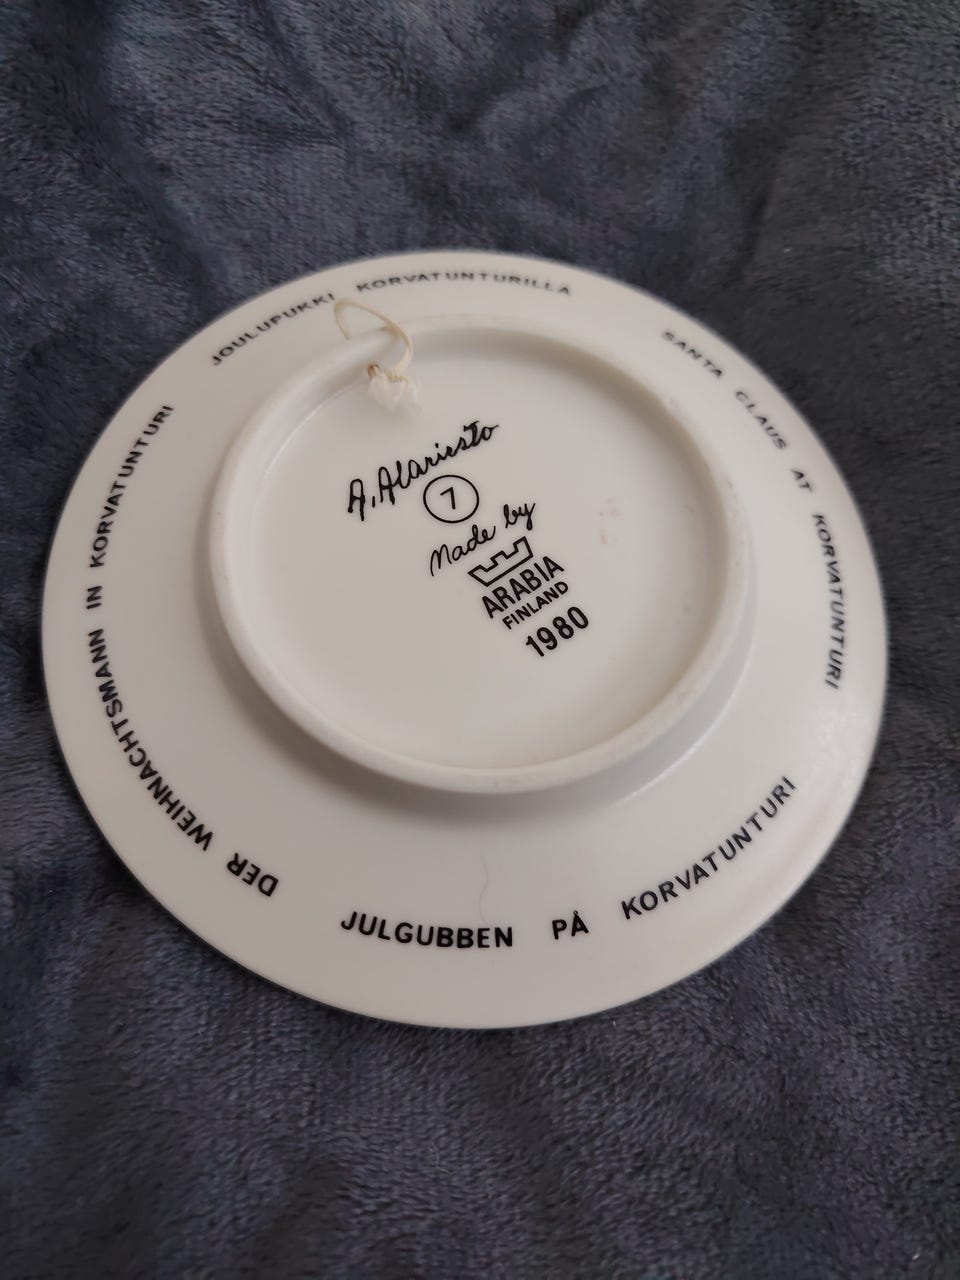 JOULUPUKKI KORVATUNTURILLA
SANTA CLAUS AT KORVATUNTURI
JULGUBBEN PÅ KORVATUNTURI
DER WEIHNACHTSMANN IN KORVATUNTURI
A. Alariesto
7
Made by
ARABIA
FINLAND
1980